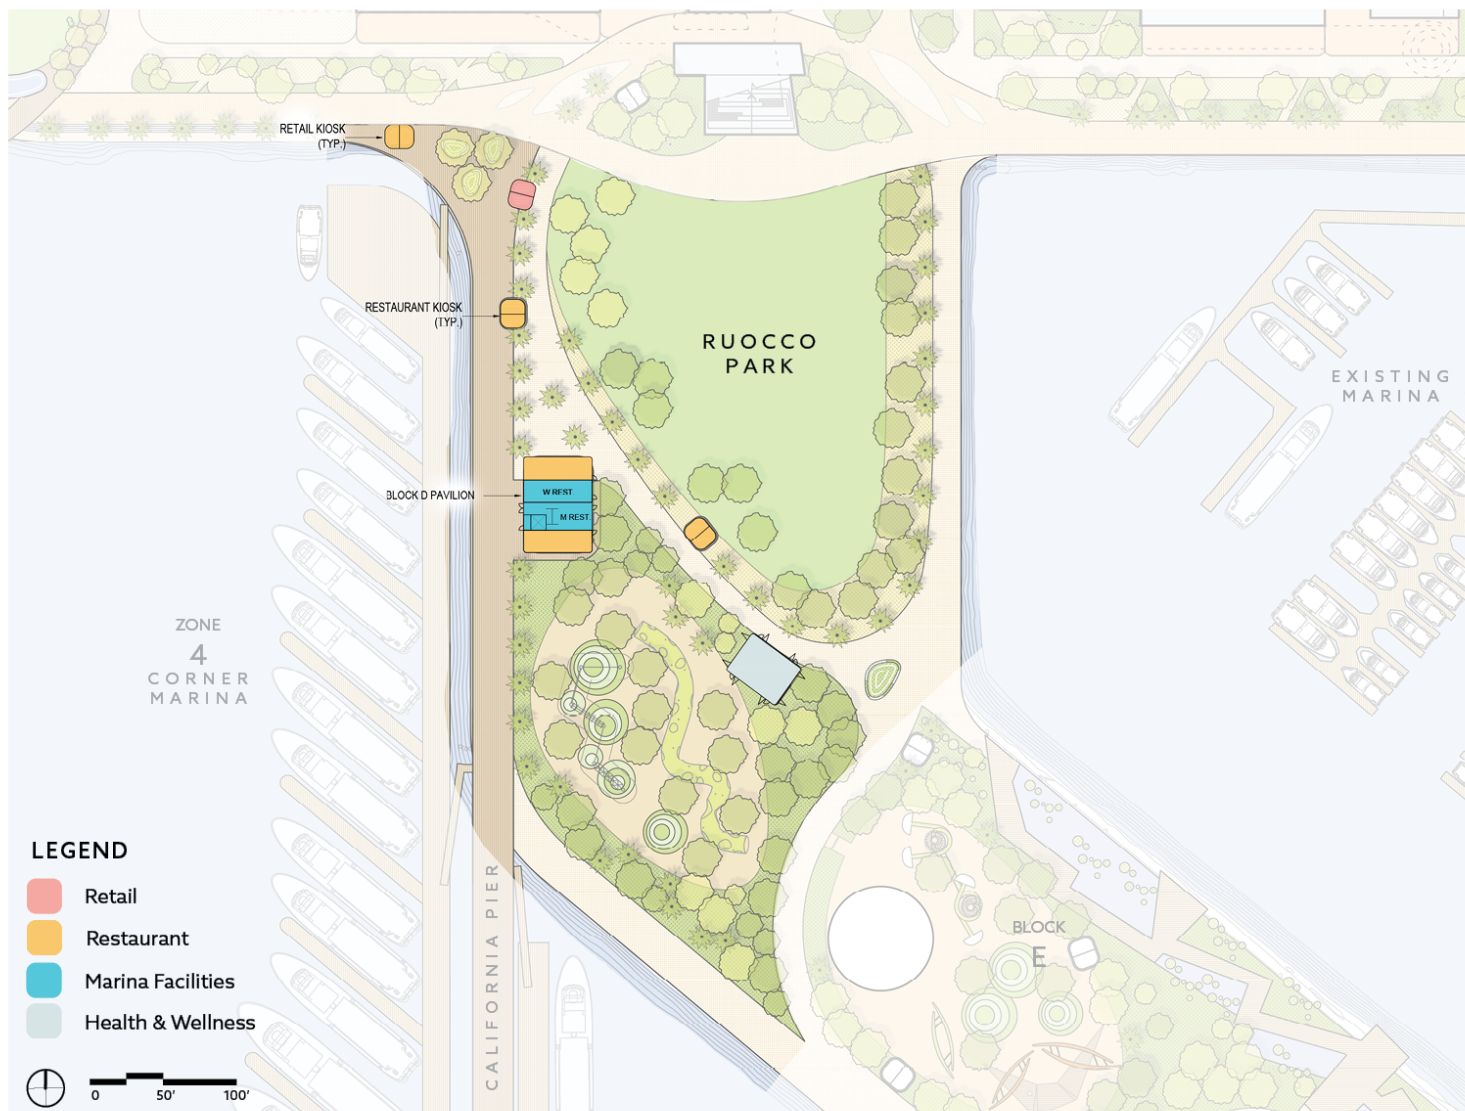 RETAIL KIOSK
(TYP.)
RESTAURANT KIOSK
(TYP.)
RUOCCO
PARK
EXISTING
MARINA
BLOCK D PAVILION
W REST.
M REST.
ZONE
4
CORNER
MARINA
LEGEND
Retail
Restaurant
Marina Facilities
Health & Wellness
0 50' 100'
CALIFORNIA PIER
BLOCK
E